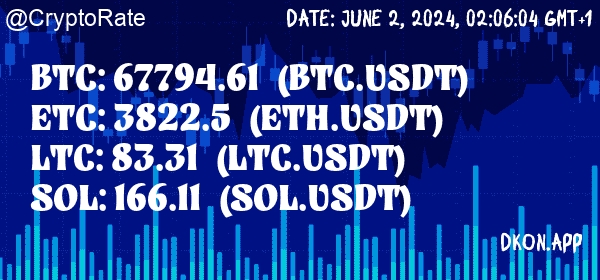 @CryptoRate
DATE: JUNE 2, 2024, 02:06:04 GMT+1
BTC: 67794.61 (BTC.USDT)
ETC: 3822.5 (ETH.USDT)
LTC: 83.31 (LTC.USDT)
SOL: 166.11 (SOL.USDT)
DKON.APP